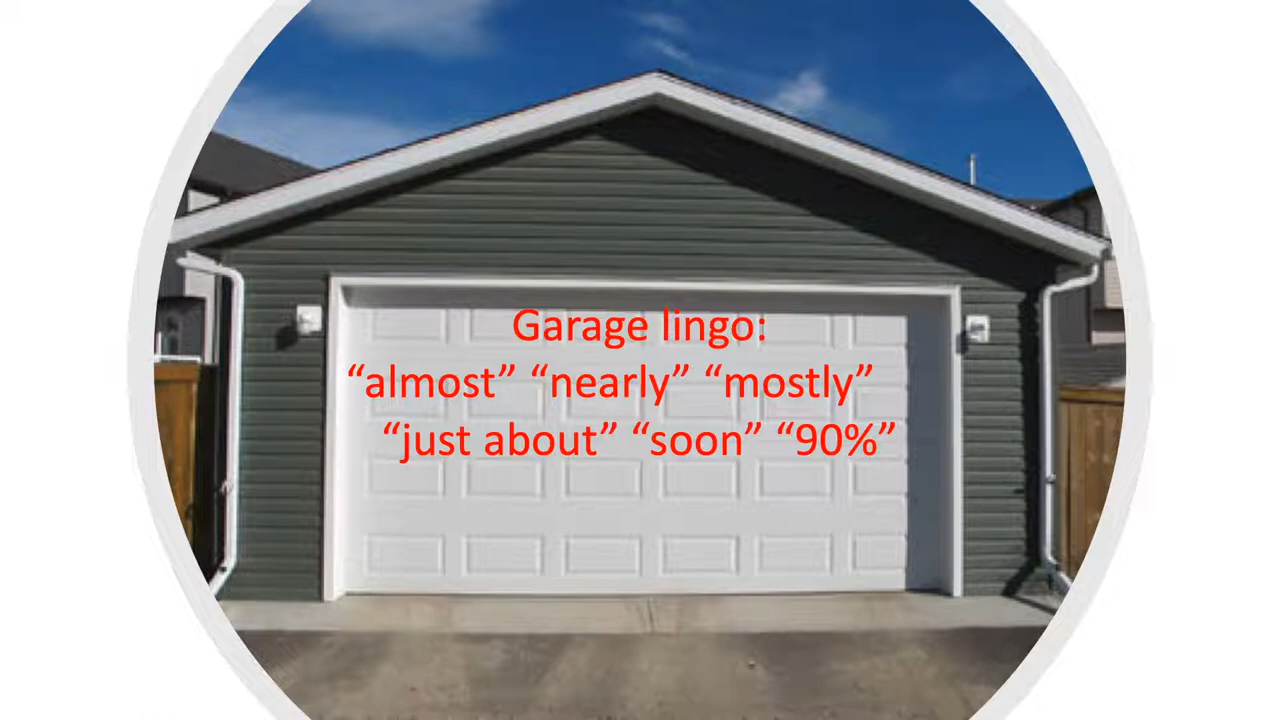 Garage lingo:
“almost” “nearly” “mostly”
“just about” “soon” “90%”